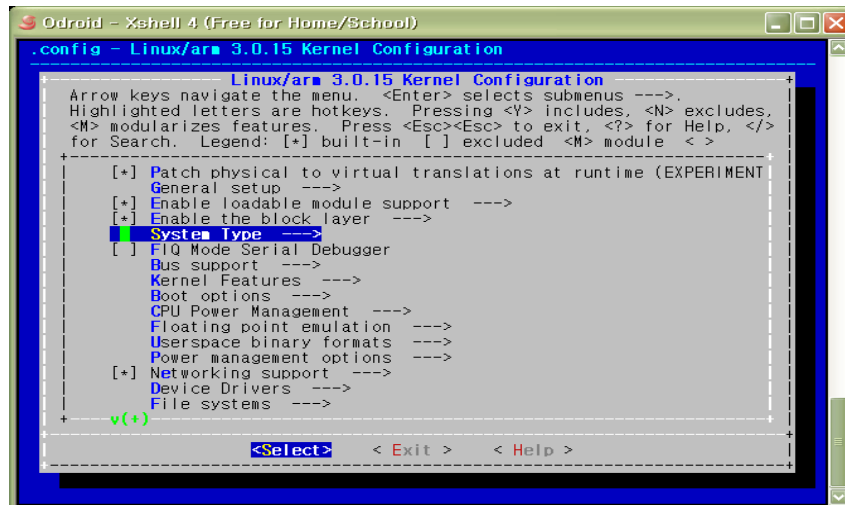 Odroid - Xshell 4 (Free for Home/School)
.config - Linux/arm 3.0.15 Kernel Configuration
Linux/arm 3.0.15 Kernel Configuration
Arrow keys navigate the menu.  <Enter> selects submenus --->.
Highlighted letters are hotkeys.  Pressing <Y> includes, <N> excludes,
<M> modularizes features.  Press <Esc><Esc> to exit, <?> for Help, </>
for Search.  Legend: [*] built-in  [ ] excluded  <M> module  < >
[*] Patch physical to virtual translations at runtime (EXPERIMENT
General setup  --->
[*] Enable loadable module support  --->
[*] Enable the block layer  --->
System Type  --->
[ ] FIQ Mode Serial Debugger
Bus support  --->
Kernel Features  --->
Boot options  --->
CPU Power Management  --->
Floating point emulation  --->
Userspace binary formats  --->
Power management options  --->
[*] Networking support  --->
Device Drivers  --->
File systems  --->
v(+)
<Select>    < Exit >    < Help >